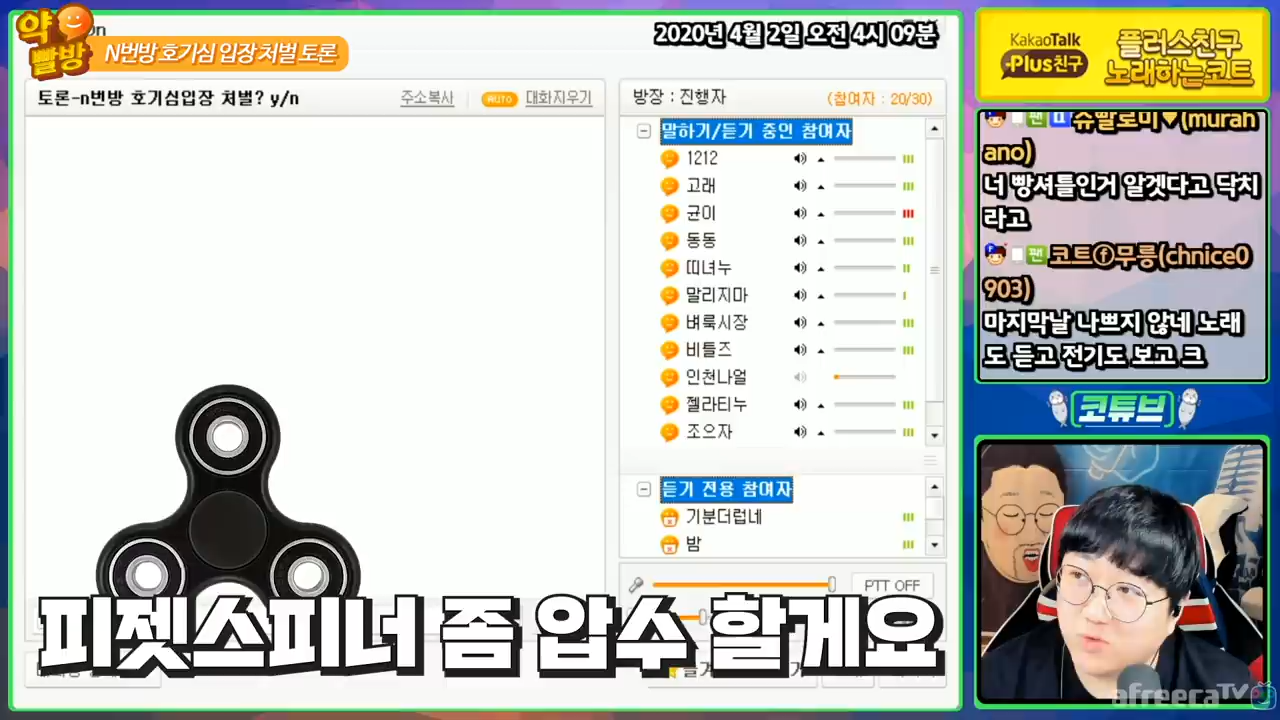 약빨방
N번방 호기심 입장 처벌 토론
2020년 4월 2일 오전 4시 09분
토론-n번방 호기심입장 처벌? y/n
주소복사
AUTO 대화지우기
방장 : 진행자
(참여자 : 20/30)
말하기/듣기 중인 참여자
1212
고래
균이
동동
띠녀누
말리지마
벼룩시장
비틀즈
인천나얼
젤라티누
조으자
듣기 전용 참여자
기분더럽네
밤
PTT OFF
피젯스피너 좀 압수 할게요
KakaoTalk
Plus친구
플러스친구
노래하는코트
팬 슈빨로미♥(murah
ano)
너 빵셔틀인거 알겟다고 닥치
라고
팬 코트ⓕ무릉(chnice0
903)
마지막날 나쁘지 않네 노래
도 듣고 전기도 보고 크
코튜브
afreecaTV